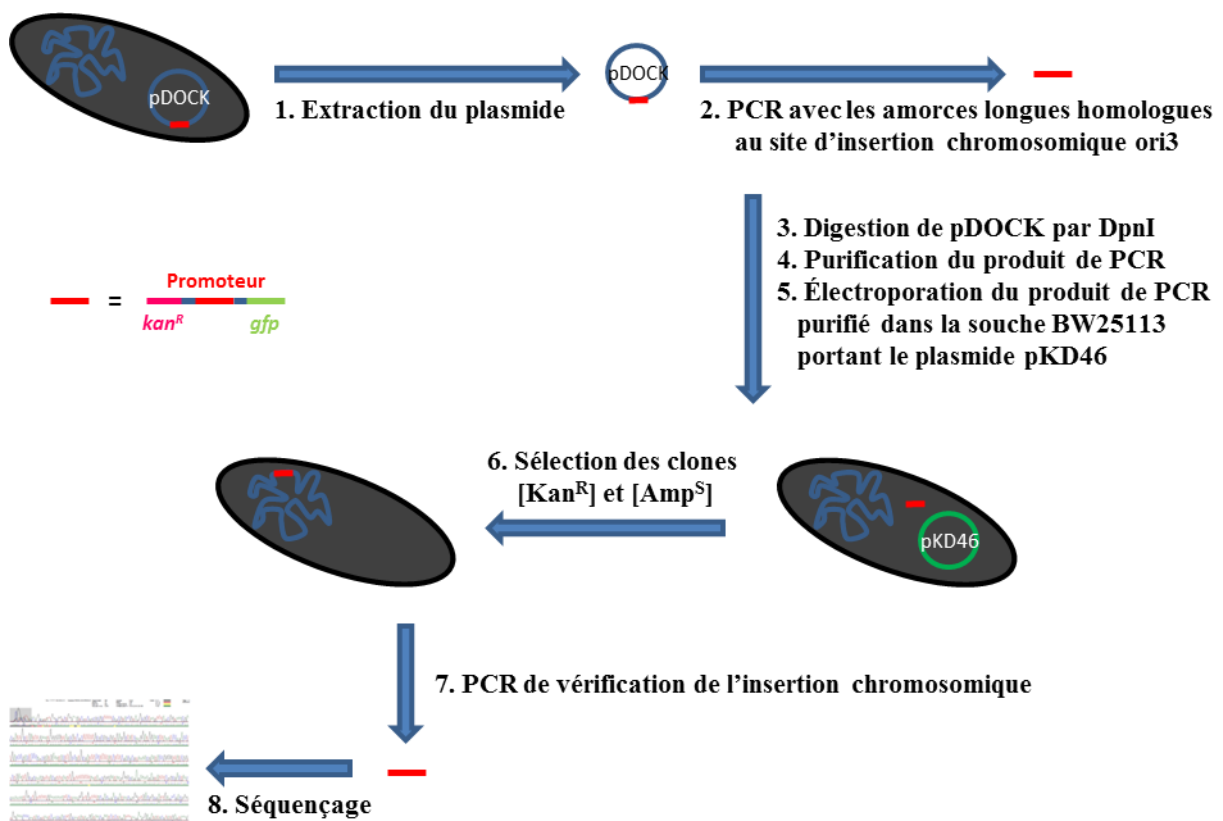 pDOCK
1. Extraction du plasmide
pDOCK
2. PCR avec les amorces longues homologues
au site d'insertion chromosomique ori3
3. Digestion de pDOCK par DpnI
4. Purification du produit de PCR
5. Électroporation du produit de PCR
purifié dans la souche BW25113
portant le plasmide pKD46
=
Promoteur
kanᴿ
gfp
6. Sélection des clones
[Kanᴿ] et [Ampˢ]
pKD46
7. PCR de vérification de l'insertion chromosomique
8. Séquençage